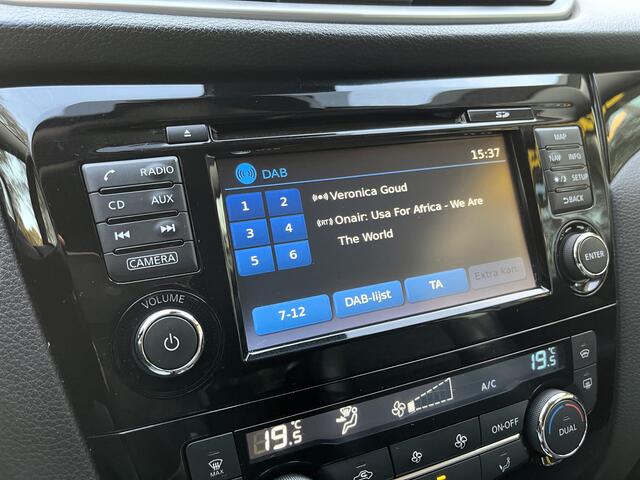 SD
RADIO
CD AUX
CAMERA
VOLUME
DAB
15:37
1 2
3 4
5 6
Veronica Goud
(RT) Onair: Usa For Africa - We Are
The World
7-12
DAB-lijst
TA
Extra kan.
MAP
NAV INFO
SETUP
BACK
ENTER
19.5°C
A/C
19.5°C
MAX
ON·OFF
DUAL